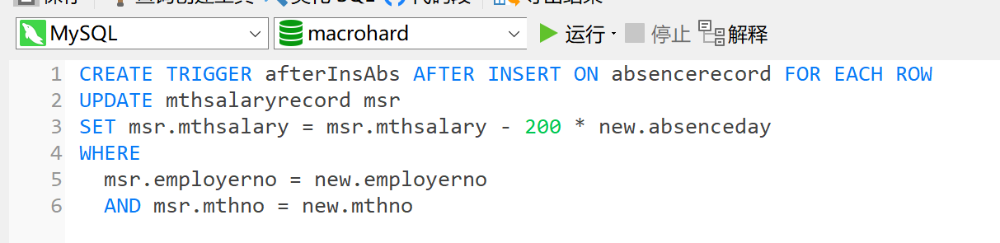 MySQL macrohard 运行 停止 解释
1 CREATE TRIGGER afterInsAbs AFTER INSERT ON absencerecord FOR EACH ROW
2 UPDATE mthsalaryrecord msr
3 SET msr.mthsalary = msr.mthsalary - 200 * new.absenceday
4 WHERE
5 msr.employerno = new.employerno
6 AND msr.mthno = new.mthno